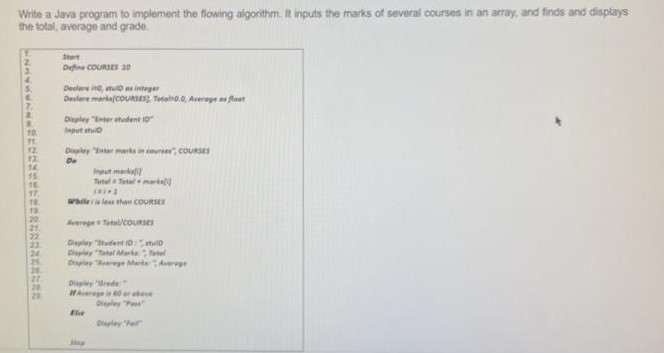 Write a Java program to implement the flowing algorithm. It inputs the marks of several courses in an array, and finds and displays
the total, average and grade.
1.
2. Start
3. Define COURSES 10
4.
5. Declare i=0, stuID as integer
6. Declare marks[COURSES], Total=0.0, Average as float
7.
8. Display "Enter student ID"
9. Input stuID
10.
11.
12. Display "Enter marks in courses", COURSES
13. Do
14. Input marks[i]
15. Total = Total + marks[i]
16. i = i + 1
17.
18. While i is less than COURSES
19.
20. Average = Total/COURSES
21.
22. Display "Student ID : ", stuID
23. Display "Total Marks: ", Total
24. Display "Average Marks: ", Average
25.
26. Display "Grade: "
27. If Average is 60 or above
28. Display "Pass"
29. Else
Display "Fail"
Stop